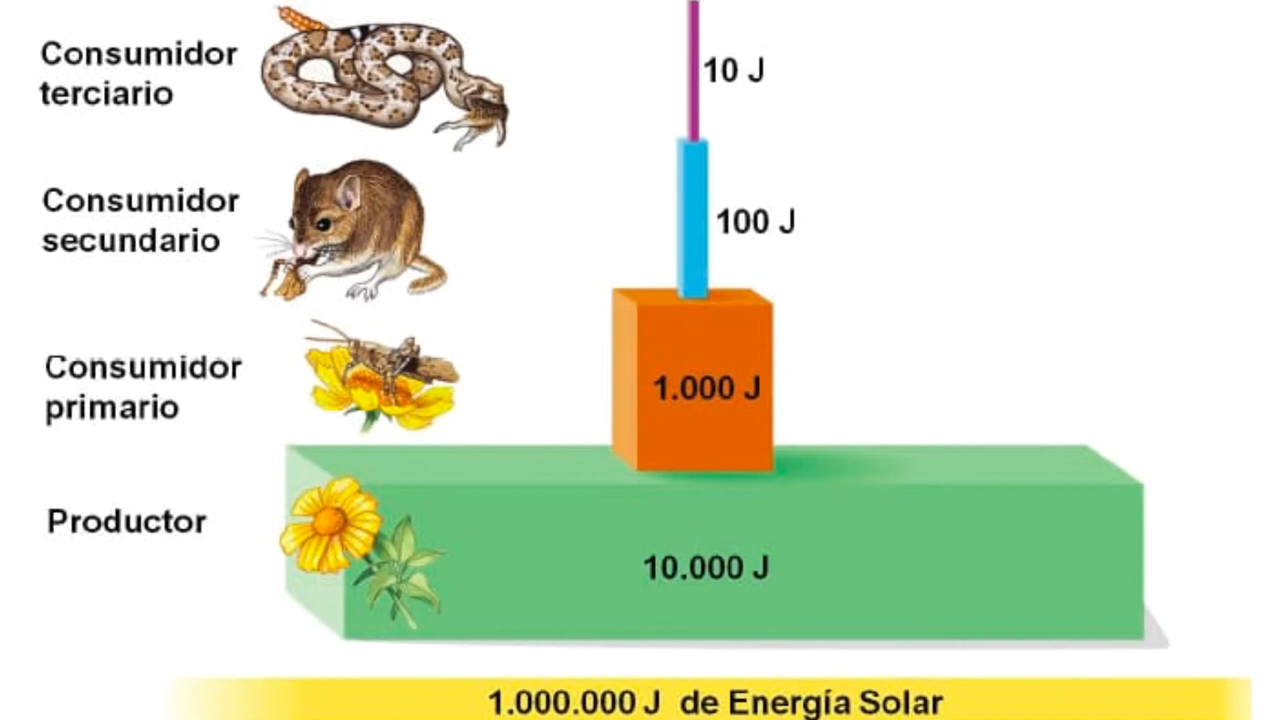 Consumidor
terciario
10 J
Consumidor
secundario
100 J
Consumidor
primario
1.000 J
Productor
10.000 J
1.000.000 J de Energía Solar